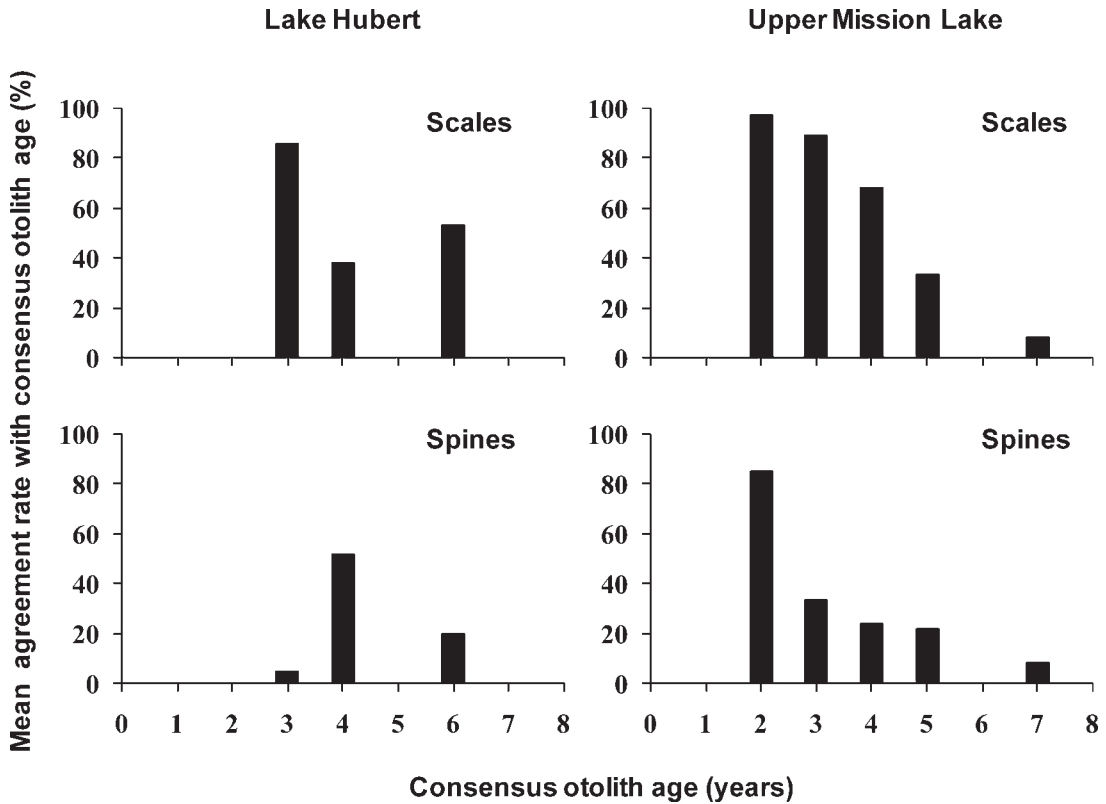 Lake Hubert
Upper Mission Lake
Mean agreement rate with consensus otolith age (%)
Scales
100
80
60
40
20
0
Scales
100
80
60
40
20
0
Spines
100
80
60
40
20
0
0 1 2 3 4 5 6 7 8
Spines
100
80
60
40
20
0
0 1 2 3 4 5 6 7 8
Consensus otolith age (years)